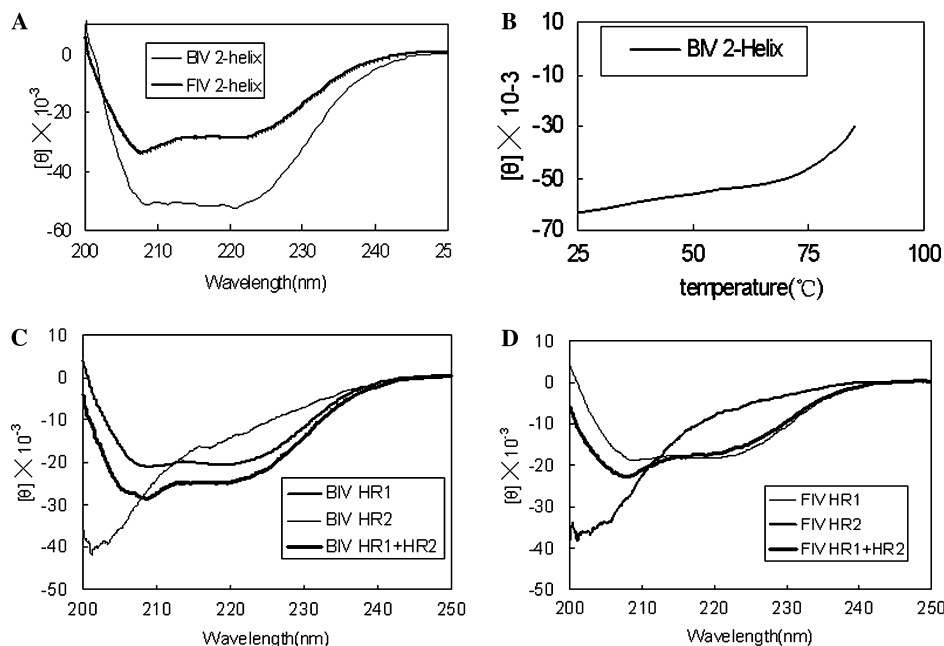 A
[θ] × 10⁻³
0
-20
-40
-60
BIV 2-helix
FIV 2-helix
200
210
220
230
240
25
Wavelength(nm)
B
[θ] × 10-3
10
-10
-30
-50
-70
BIV 2-Helix
25
50
75
100
temperature(℃)
C
[θ] × 10⁻³
10
0
-10
-20
-30
-40
-50
BIV HR1
BIV HR2
BIV HR1+HR2
200
210
220
230
240
250
Wavelength(nm)
D
[θ] × 10⁻³
10
0
-10
-20
-30
-40
-50
FIV HR1
FIV HR2
FIV HR1+HR2
200
210
220
230
240
250
Wavelength(nm)